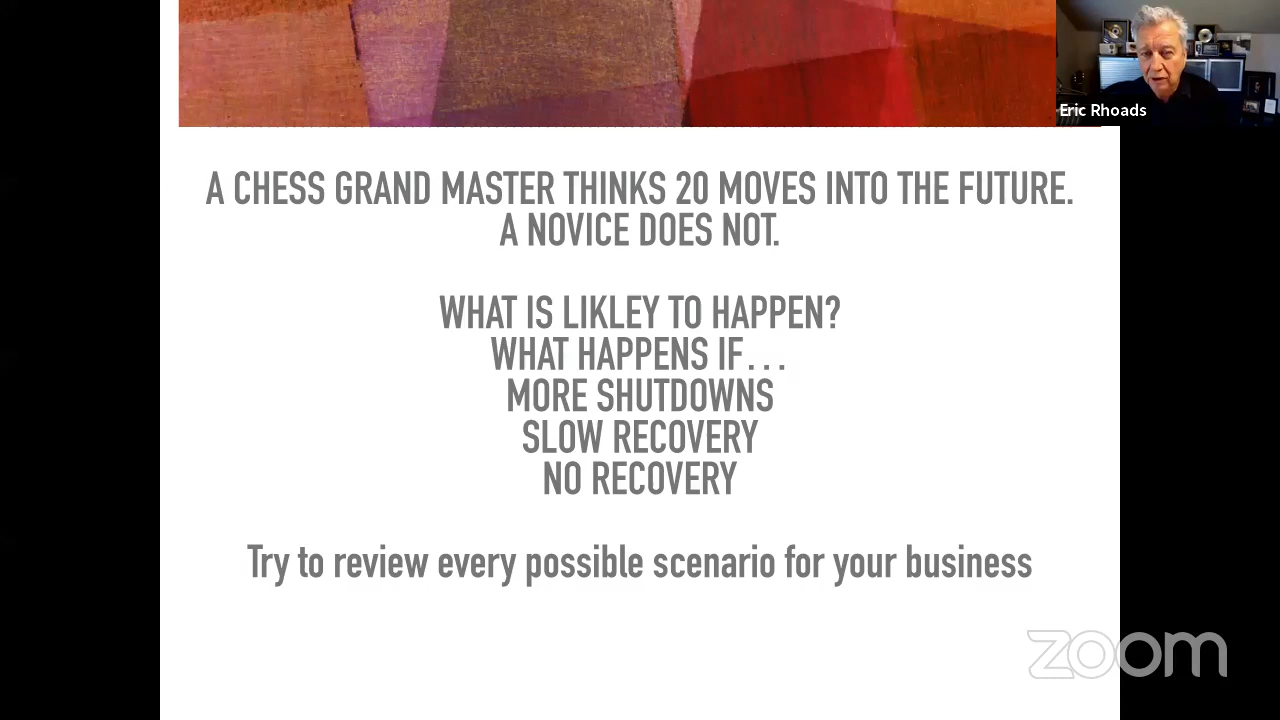 Eric Rhoads
A CHESS GRAND MASTER THINKS 20 MOVES INTO THE FUTURE.
A NOVICE DOES NOT.
WHAT IS LIKLEY TO HAPPEN?
WHAT HAPPENS IF...
MORE SHUTDOWNS
SLOW RECOVERY
NO RECOVERY
Try to review every possible scenario for your business
zoom